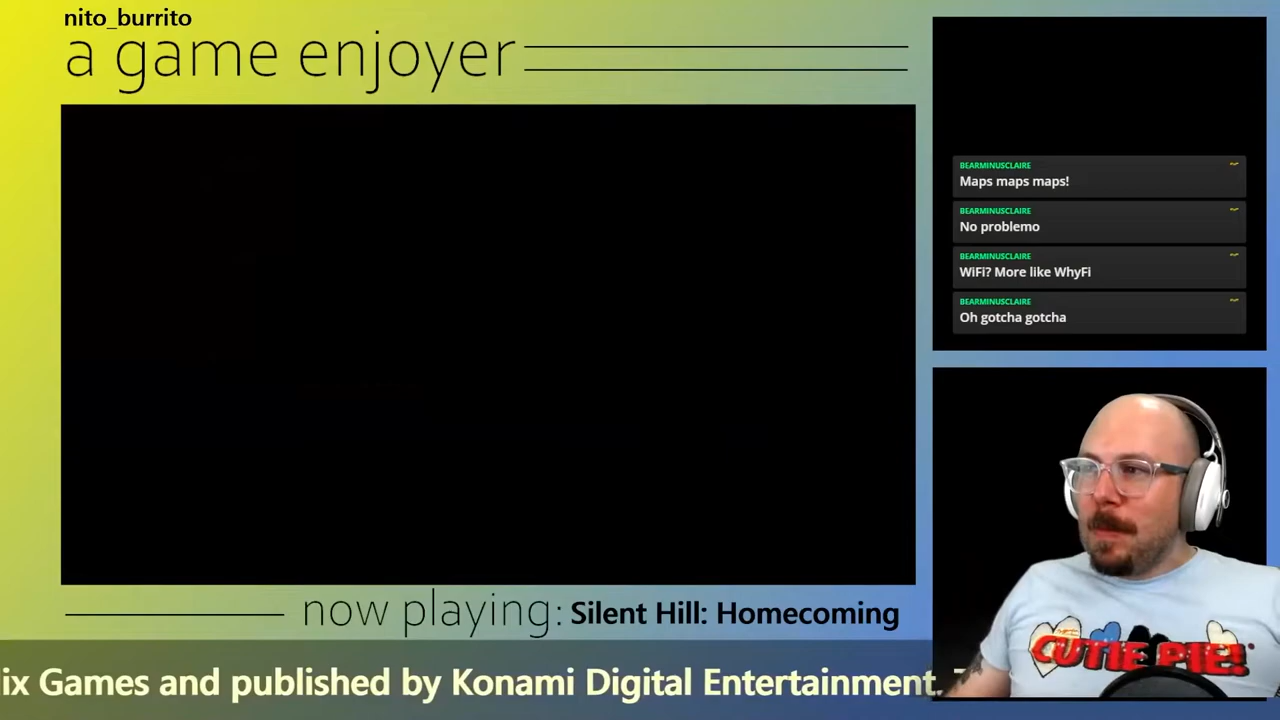 nito_burrito
a game enjoyer
BEARMINUSCLAIRE
Maps maps maps!
BEARMINUSCLAIRE
No problemo
BEARMINUSCLAIRE
WiFi? More like WhyFi
BEARMINUSCLAIRE
Oh gotcha gotcha
CUTIE PIE!
now playing: Silent Hill: Homecoming
lix Games and published by Konami Digital Entertainment.